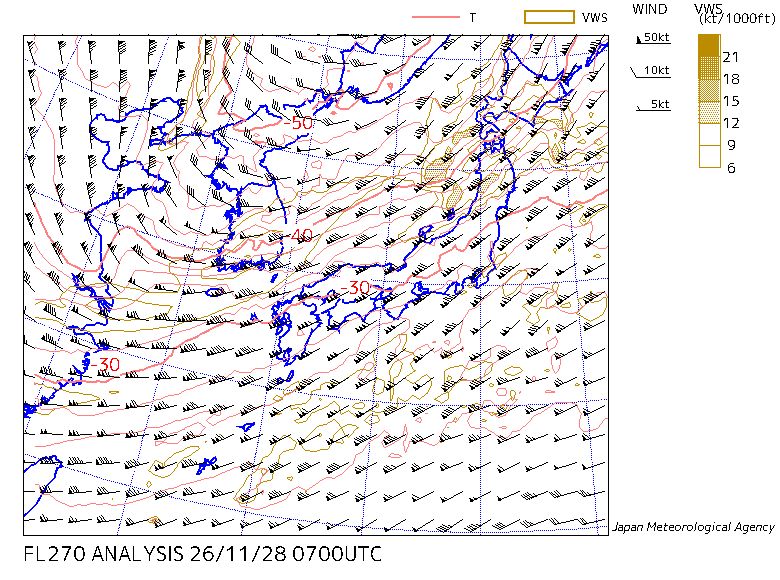 T VWS WIND VWS
(kt/1000ft)
50kt
10kt
5kt
21
18
15
12
9
6
-50
-40
-30
30
Japan Meteorological Agency
FL270 ANALYSIS 26/11/28 0700UTC